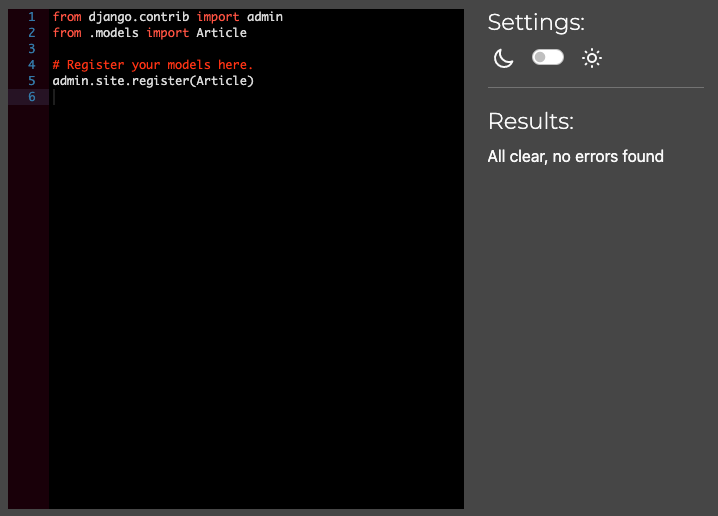 1 from django.contrib import admin
2 from .models import Article
3
4 # Register your models here.
5 admin.site.register(Article)
6
Settings:
Results:
All clear, no errors found